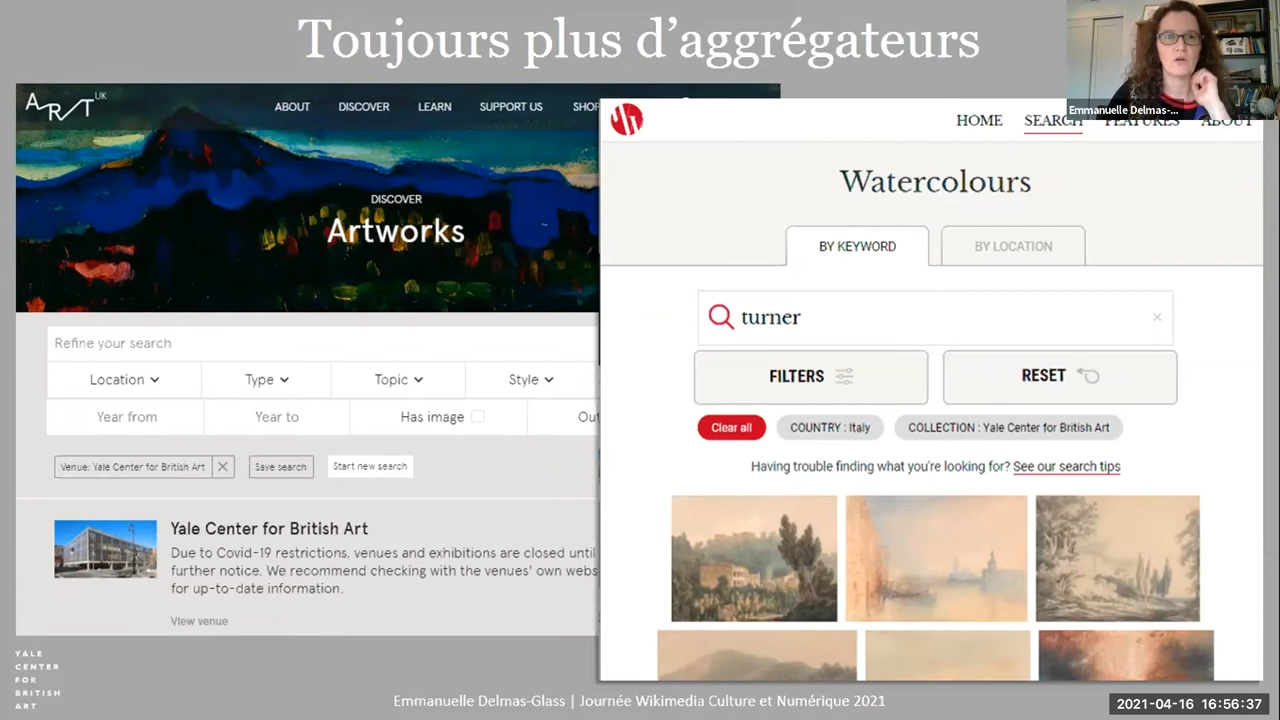 Toujours plus d'aggrégateurs
Emmanuelle Delmas-...
ART UK
ABOUT DISCOVER LEARN SUPPORT US
DISCOVER
Artworks
Refine your search
Location Type Topic Style
Year from Year to Has image
Venue: Yale Center for British Art Save search Start new search
Yale Center for British Art
Due to Covid-19 restrictions, venues and exhibitions are closed until
further notice. We recommend checking with the venues' own webs
for up-to-date information.
View venue
HOME SEARCH FEATURES ABOUT
Watercolours
BY KEYWORD BY LOCATION
turner
FILTERS RESET
Clear all COUNTRY : Italy COLLECTION : Yale Center for British Art
Having trouble finding what you're looking for? See our search tips
YALE
CENTER
FOR
BRITISH
ART
Emmanuelle Delmas-Glass | Journée Wikimedia Culture et Numérique 2021
2021-04-16 16:56:37